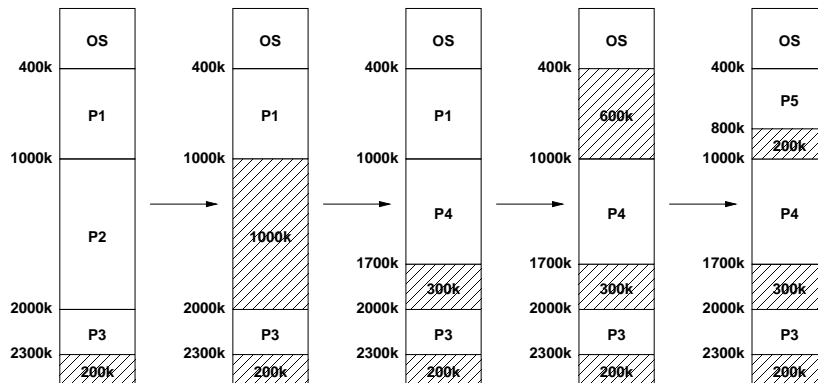 OS OS OS OS OS
400k 400k 400k 400k 400k
P1 P1 P1 600k P5
800k
200k
1000k 1000k 1000k 1000k 1000k
P2 1000k P4 P4 P4
1700k 1700k 1700k
300k 300k 300k
2000k 2000k 2000k 2000k 2000k
P3 P3 P3 P3 P3
2300k 2300k 2300k 2300k 2300k
200k 200k 200k 200k 200k